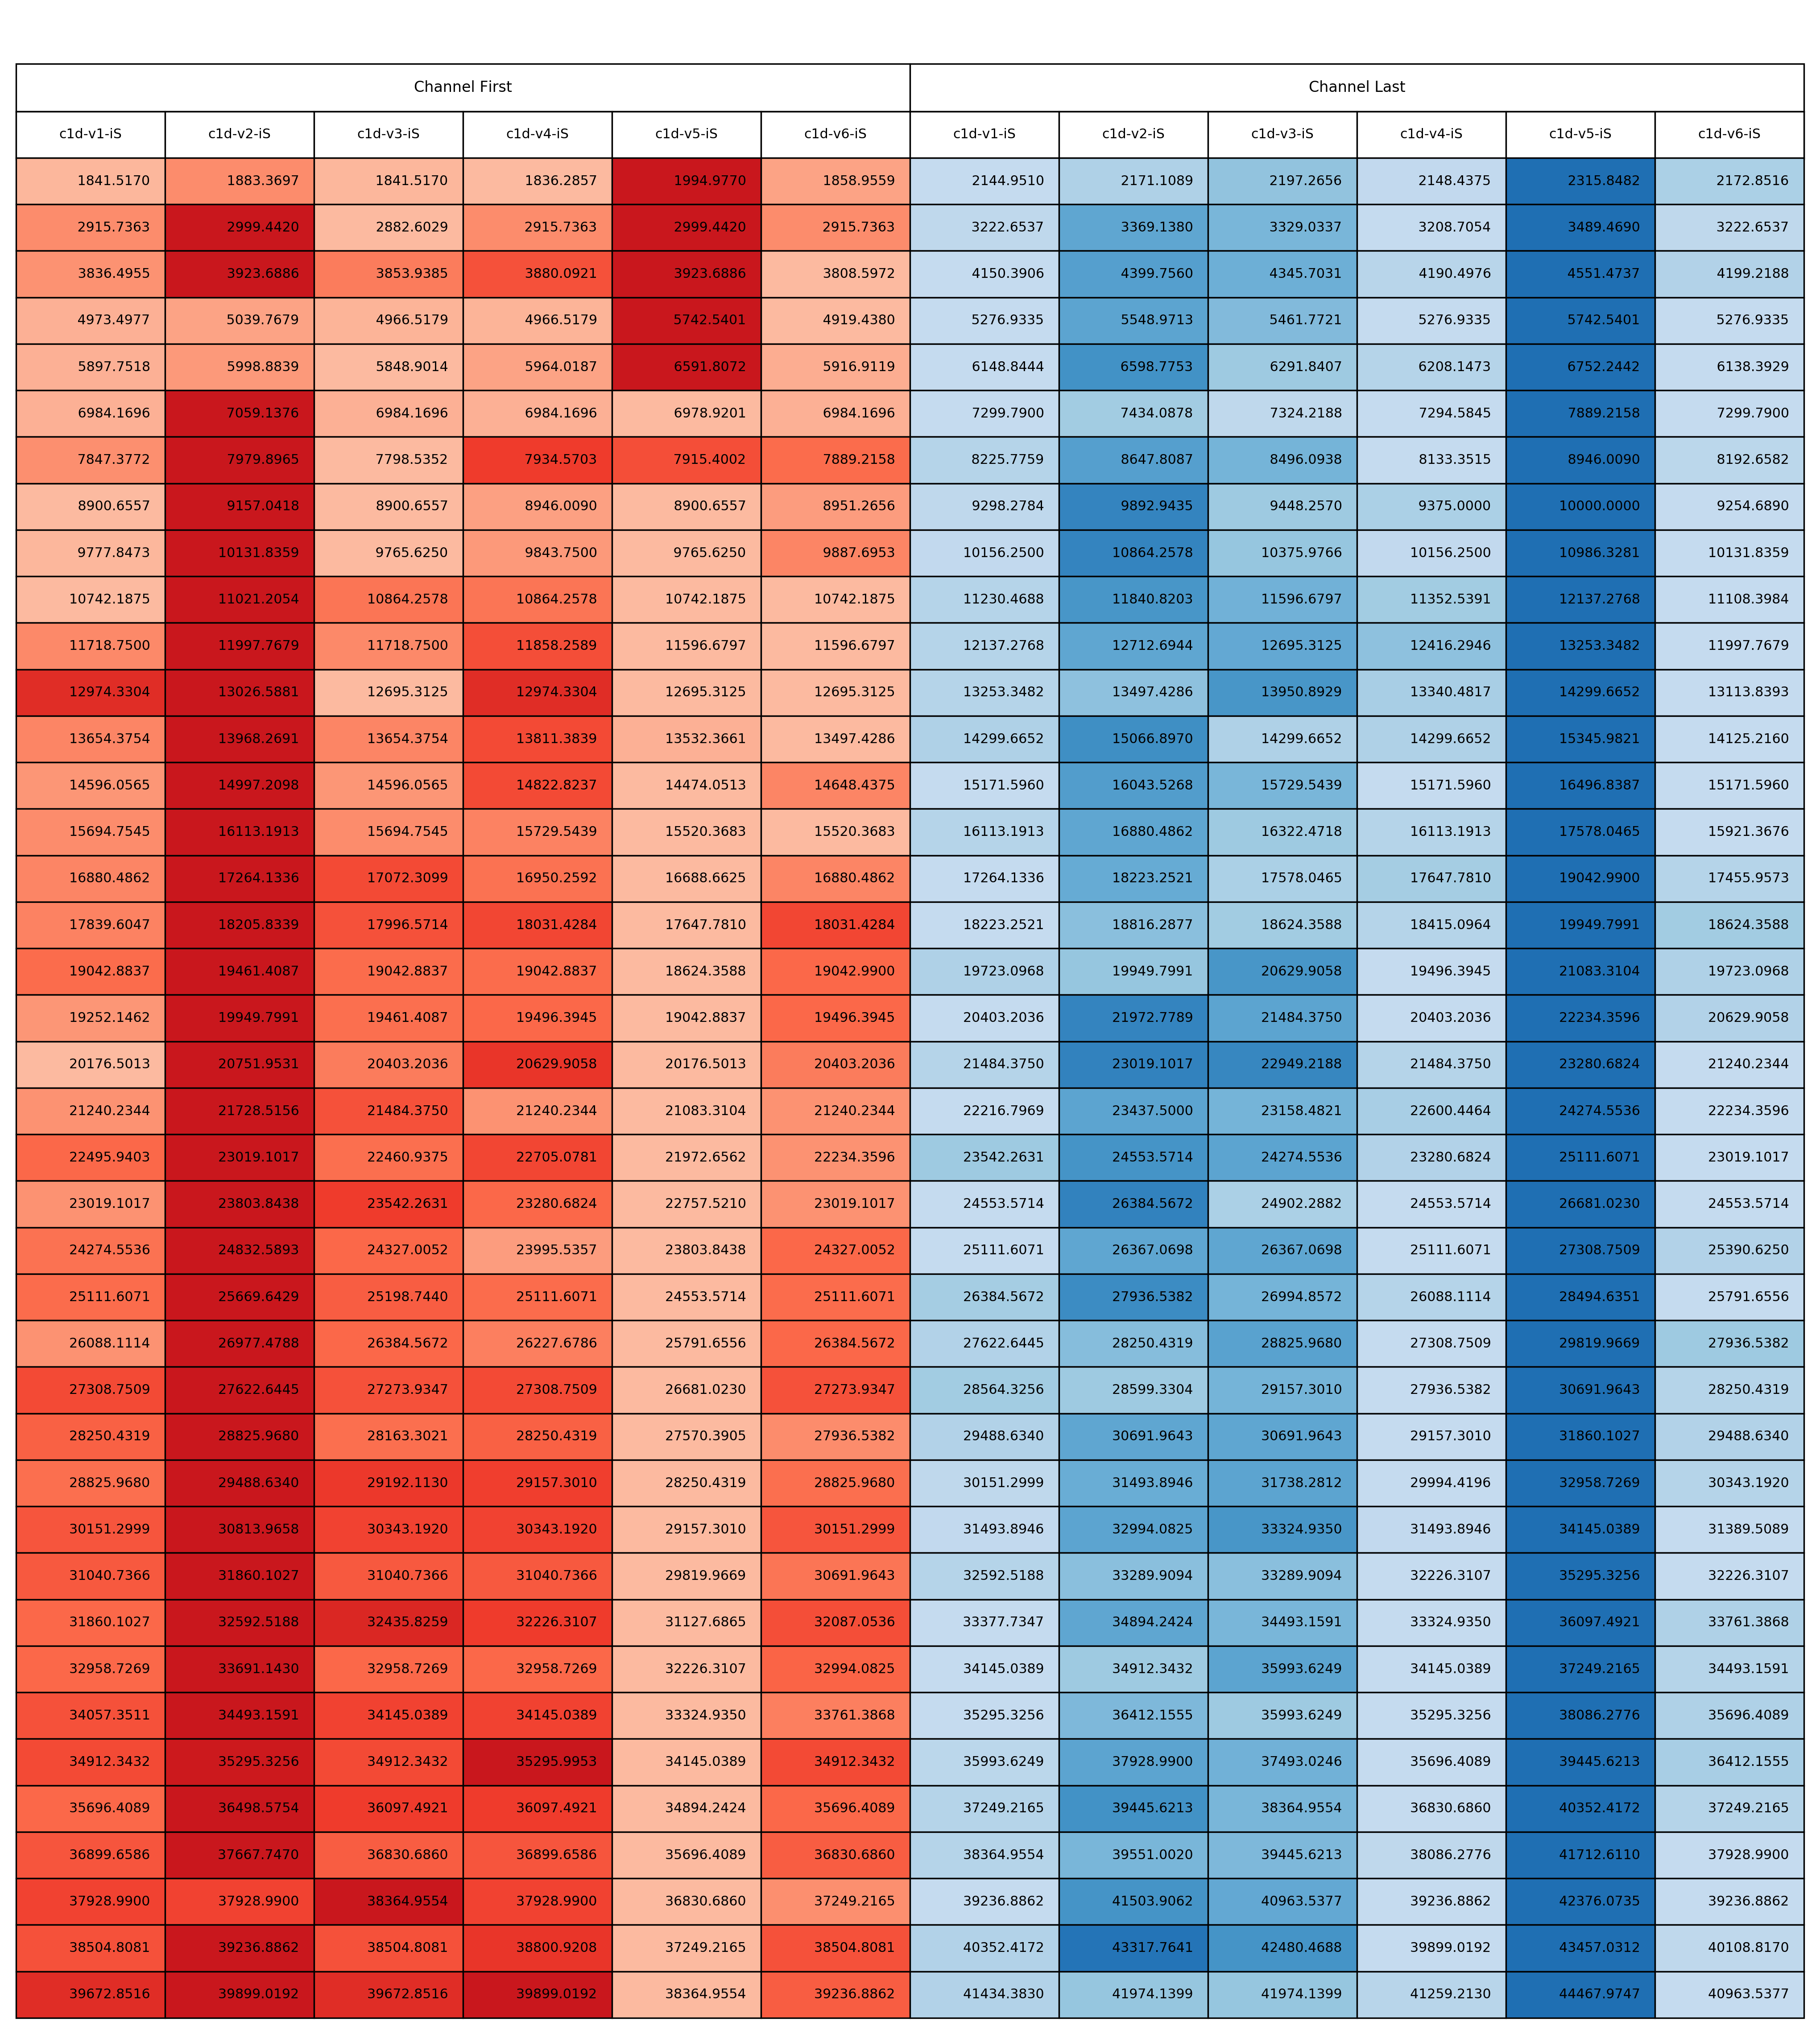 Channel First Channel Last
c1d-v1-iS c1d-v2-iS c1d-v3-iS c1d-v4-iS c1d-v5-iS c1d-v6-iS c1d-v1-iS c1d-v2-iS c1d-v3-iS c1d-v4-iS c1d-v5-iS c1d-v6-iS
1841.5170 1883.3697 1841.5170 1836.2857 1994.9770 1858.9559 2144.9510 2171.1089 2197.2656 2148.4375 2315.8482 2172.8516
2915.7363 2999.4420 2882.6029 2915.7363 2999.4420 2915.7363 3222.6537 3369.1380 3329.0337 3208.7054 3489.4690 3222.6537
3836.4955 3923.6886 3853.9385 3880.0921 3923.6886 3808.5972 4150.3906 4399.7560 4345.7031 4190.4976 4551.4737 4199.2188
4973.4977 5039.7679 4966.5179 4966.5179 5742.5401 4919.4380 5276.9335 5548.9713 5461.7721 5276.9335 5742.5401 5276.9335
5897.7518 5998.8839 5848.9014 5964.0187 6591.8072 5916.9119 6148.8444 6598.7753 6291.8407 6208.1473 6752.2442 6138.3929
6984.1696 7059.1376 6984.1696 6984.1696 6978.9201 6984.1696 7299.7900 7434.0878 7324.2188 7294.5845 7889.2158 7299.7900
7847.3772 7979.8965 7798.5352 7934.5703 7915.4002 7889.2158 8225.7759 8647.8087 8496.0938 8133.3515 8946.0090 8192.6582
8900.6557 9157.0418 8900.6557 8946.0090 8900.6557 8951.2656 9298.2784 9892.9435 9448.2570 9375.0000 10000.0000 9254.6890
9777.8473 10131.8359 9765.6250 9843.7500 9765.6250 9887.6953 10156.2500 10864.2578 10375.9766 10156.2500 10986.3281 10131.8359
10742.1875 11021.2054 10864.2578 10864.2578 10742.1875 10742.1875 11230.4688 11840.8203 11596.6797 11352.5391 12137.2768 11108.3984
11718.7500 11997.7679 11718.7500 11858.2589 11596.6797 11596.6797 12137.2768 12712.6944 12695.3125 12416.2946 13253.3482 11997.7679
12974.3304 13026.5881 12695.3125 12974.3304 12695.3125 12695.3125 13253.3482 13497.4286 13950.8929 13340.4817 14299.6652 13113.8393
13654.3754 13968.2691 13654.3754 13811.3839 13532.3661 13497.4286 14299.6652 15066.8970 14299.6652 14299.6652 15345.9821 14125.2160
14596.0565 14997.2098 14596.0565 14822.8237 14474.0513 14648.4375 15171.5960 16043.5268 15729.5439 15171.5960 16496.8387 15171.5960
15694.7545 16113.1913 15694.7545 15729.5439 15520.3683 15520.3683 16113.1913 16880.4862 16322.4718 16113.1913 17578.0465 15921.3676
16880.4862 17264.1336 17072.3099 16950.2592 16688.6625 16880.4862 17264.1336 18223.2521 17578.0465 17647.7810 19042.9900 17455.9573
17839.6047 18205.8339 17996.5714 18031.4284 17647.7810 18031.4284 18223.2521 18816.2877 18624.3588 18415.0964 19949.7991 18624.3588
19042.8837 19461.4087 19042.8837 19042.8837 18624.3588 19042.9900 19723.0968 19949.7991 20629.9058 19496.3945 21083.3104 19723.0968
19252.1462 19949.7991 19461.4087 19496.3945 19042.8837 19496.3945 20403.2036 21972.7789 21484.3750 20403.2036 22234.3596 20629.9058
20176.5013 20751.9531 20403.2036 20629.9058 20176.5013 20403.2036 21484.3750 23019.1017 22949.2188 21484.3750 23280.6824 21240.2344
21240.2344 21728.5156 21484.3750 21240.2344 21083.3104 21240.2344 22216.7969 23437.5000 23158.4821 22600.4464 24274.5536 22234.3596
22495.9403 23019.1017 22460.9375 22705.0781 21972.6562 22234.3596 23542.2631 24553.5714 24274.5536 23280.6824 25111.6071 23019.1017
23019.1017 23803.8438 23542.2631 23280.6824 22757.5210 23019.1017 24553.5714 26384.5672 24902.2882 24553.5714 26681.0230 24553.5714
24274.5536 24832.5893 24327.0052 23995.5357 23803.8438 24327.0052 25111.6071 26367.0698 26367.0698 25111.6071 27308.7509 25390.6250
25111.6071 25669.6429 25198.7440 25111.6071 24553.5714 25111.6071 26384.5672 27936.5382 26994.8572 26088.1114 28494.6351 25791.6556
26088.1114 26977.4788 26384.5672 26227.6786 25791.6556 26384.5672 27622.6445 28250.4319 28825.9680 27308.7509 29819.9669 27936.5382
27308.7509 27622.6445 27273.9347 27308.7509 26681.0230 27273.9347 28564.3256 28599.3304 29157.3010 27936.5382 30691.9643 28250.4319
28250.4319 28825.9680 28163.3021 28250.4319 27570.3905 27936.5382 29488.6340 30691.9643 30691.9643 29157.3010 31860.1027 29488.6340
28825.9680 29488.6340 29192.1130 29157.3010 28250.4319 28825.9680 30151.2999 31493.8946 31738.2812 29994.4196 32958.7269 30343.1920
30151.2999 30813.9658 30343.1920 30343.1920 29157.3010 30151.2999 31493.8946 32994.0825 33324.9350 31493.8946 34145.0389 31389.5089
31040.7366 31860.1027 31040.7366 31040.7366 29819.9669 30691.9643 32592.5188 33289.9094 33289.9094 32226.3107 35295.3256 32226.3107
31860.1027 32592.5188 32435.8259 32226.3107 31127.6865 32087.0536 33377.7347 34894.2424 34493.1591 33324.9350 36097.4921 33761.3868
32958.7269 33691.1430 32958.7269 32958.7269 32226.3107 32994.0825 34145.0389 34912.3432 35993.6249 34145.0389 37249.2165 34493.1591
34057.3511 34493.1591 34145.0389 34145.0389 33324.9350 33761.3868 35295.3256 36412.1555 35993.6249 35295.3256 38086.2776 35696.4089
34912.3432 35295.3256 34912.3432 35295.9953 34145.0389 34912.3432 35993.6249 37928.9900 37493.0246 35696.4089 39445.6213 36412.1555
35696.4089 36498.5754 36097.4921 36097.4921 34894.2424 35696.4089 37249.2165 39445.6213 38364.9554 36830.6860 40352.4172 37249.2165
36899.6586 37667.7470 36830.6860 36899.6586 35696.4089 36830.6860 38364.9554 39551.0020 39445.6213 38086.2776 41712.6110 37928.9900
37928.9900 37928.9900 38364.9554 37928.9900 36830.6860 37249.2165 39236.8862 41503.9062 40963.5377 39236.8862 42376.0735 39236.8862
38504.8081 39236.8862 38504.8081 38800.9208 37249.2165 38504.8081 40352.4172 43317.7641 42480.4688 39899.0192 43457.0312 40108.8170
39672.8516 39899.0192 39672.8516 39899.0192 38364.9554 39236.8862 41434.3830 41974.1399 41974.1399 41259.2130 44467.9747 40963.5377